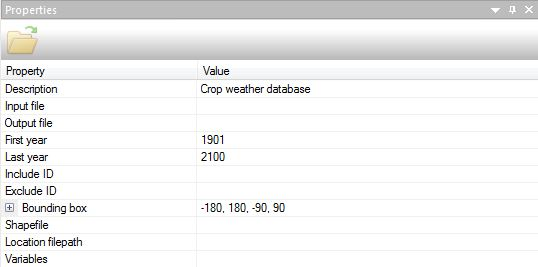 Properties
Property Value
Description Crop weather database
Input file
Output file
First year 1901
Last year 2100
Include ID
Exclude ID
Bounding box -180, 180, -90, 90
Shapefile
Location filepath
Variables